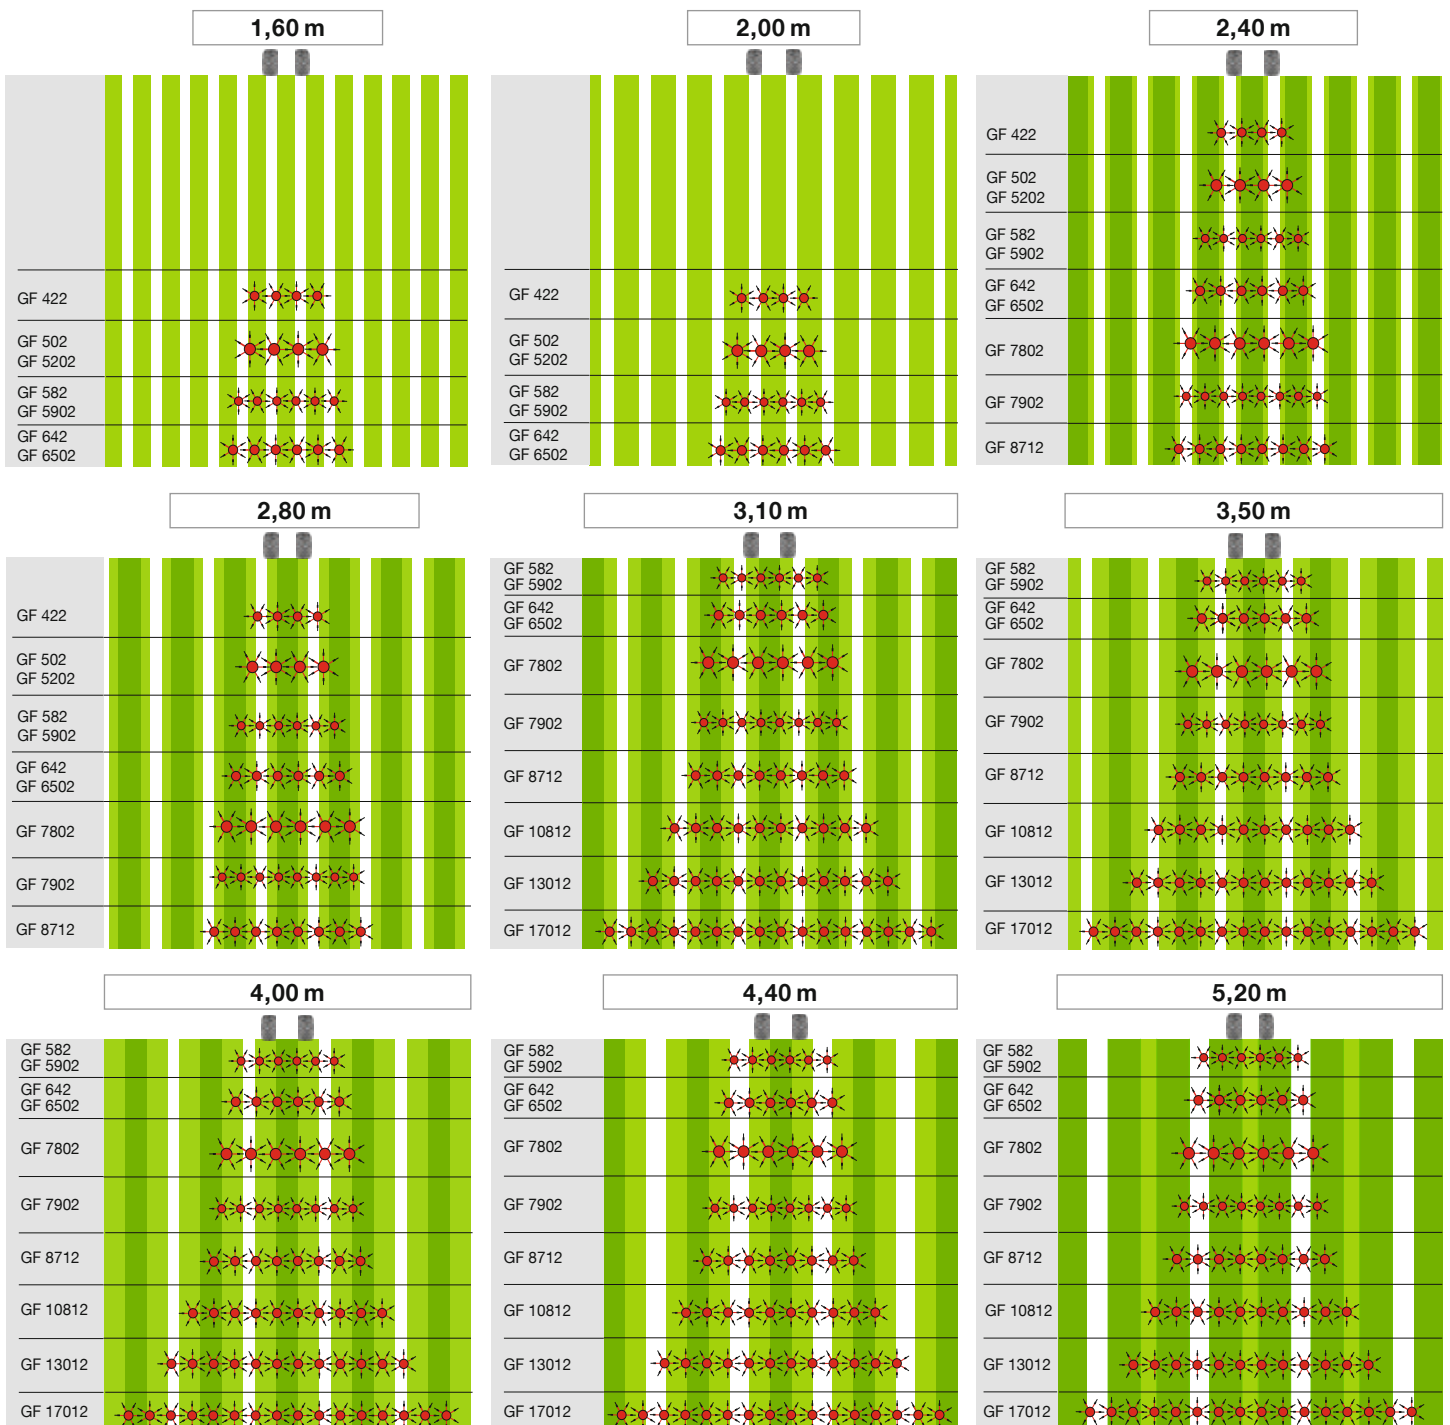 1,60 m
GF 422
GF 502
GF 5202
GF 582
GF 5902
GF 642
GF 6502
2,00 m
GF 422
GF 502
GF 5202
GF 582
GF 5902
GF 642
GF 6502
2,40 m
GF 422
GF 502
GF 5202
GF 582
GF 5902
GF 642
GF 6502
GF 7802
GF 7902
GF 8712
2,80 m
GF 422
GF 502
GF 5202
GF 582
GF 5902
GF 642
GF 6502
GF 7802
GF 7902
GF 8712
3,10 m
GF 582
GF 5902
GF 642
GF 6502
GF 7802
GF 7902
GF 8712
GF 10812
GF 13012
GF 17012
3,50 m
GF 582
GF 5902
GF 642
GF 6502
GF 7802
GF 7902
GF 8712
GF 10812
GF 13012
GF 17012
4,00 m
GF 582
GF 5902
GF 642
GF 6502
GF 7802
GF 7902
GF 8712
GF 10812
GF 13012
GF 17012
4,40 m
GF 582
GF 5902
GF 642
GF 6502
GF 7802
GF 7902
GF 8712
GF 10812
GF 13012
GF 17012
5,20 m
GF 582
GF 5902
GF 642
GF 6502
GF 7802
GF 7902
GF 8712
GF 10812
GF 13012
GF 17012